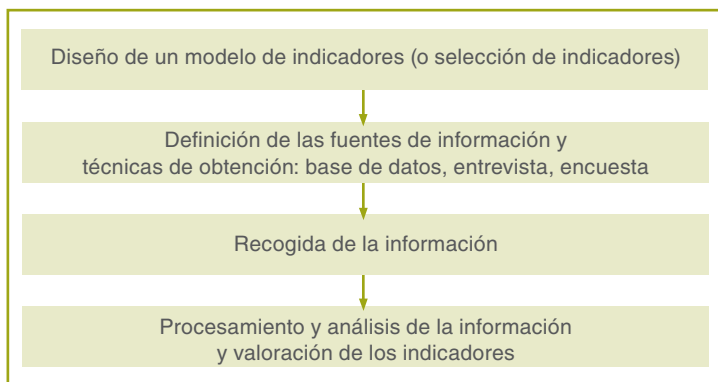 Diseño de un modelo de indicadores (o selección de indicadores)
Definición de las fuentes de información y
técnicas de obtención: base de datos, entrevista, encuesta
Recogida de la información
Procesamiento y análisis de la información
y valoración de los indicadores